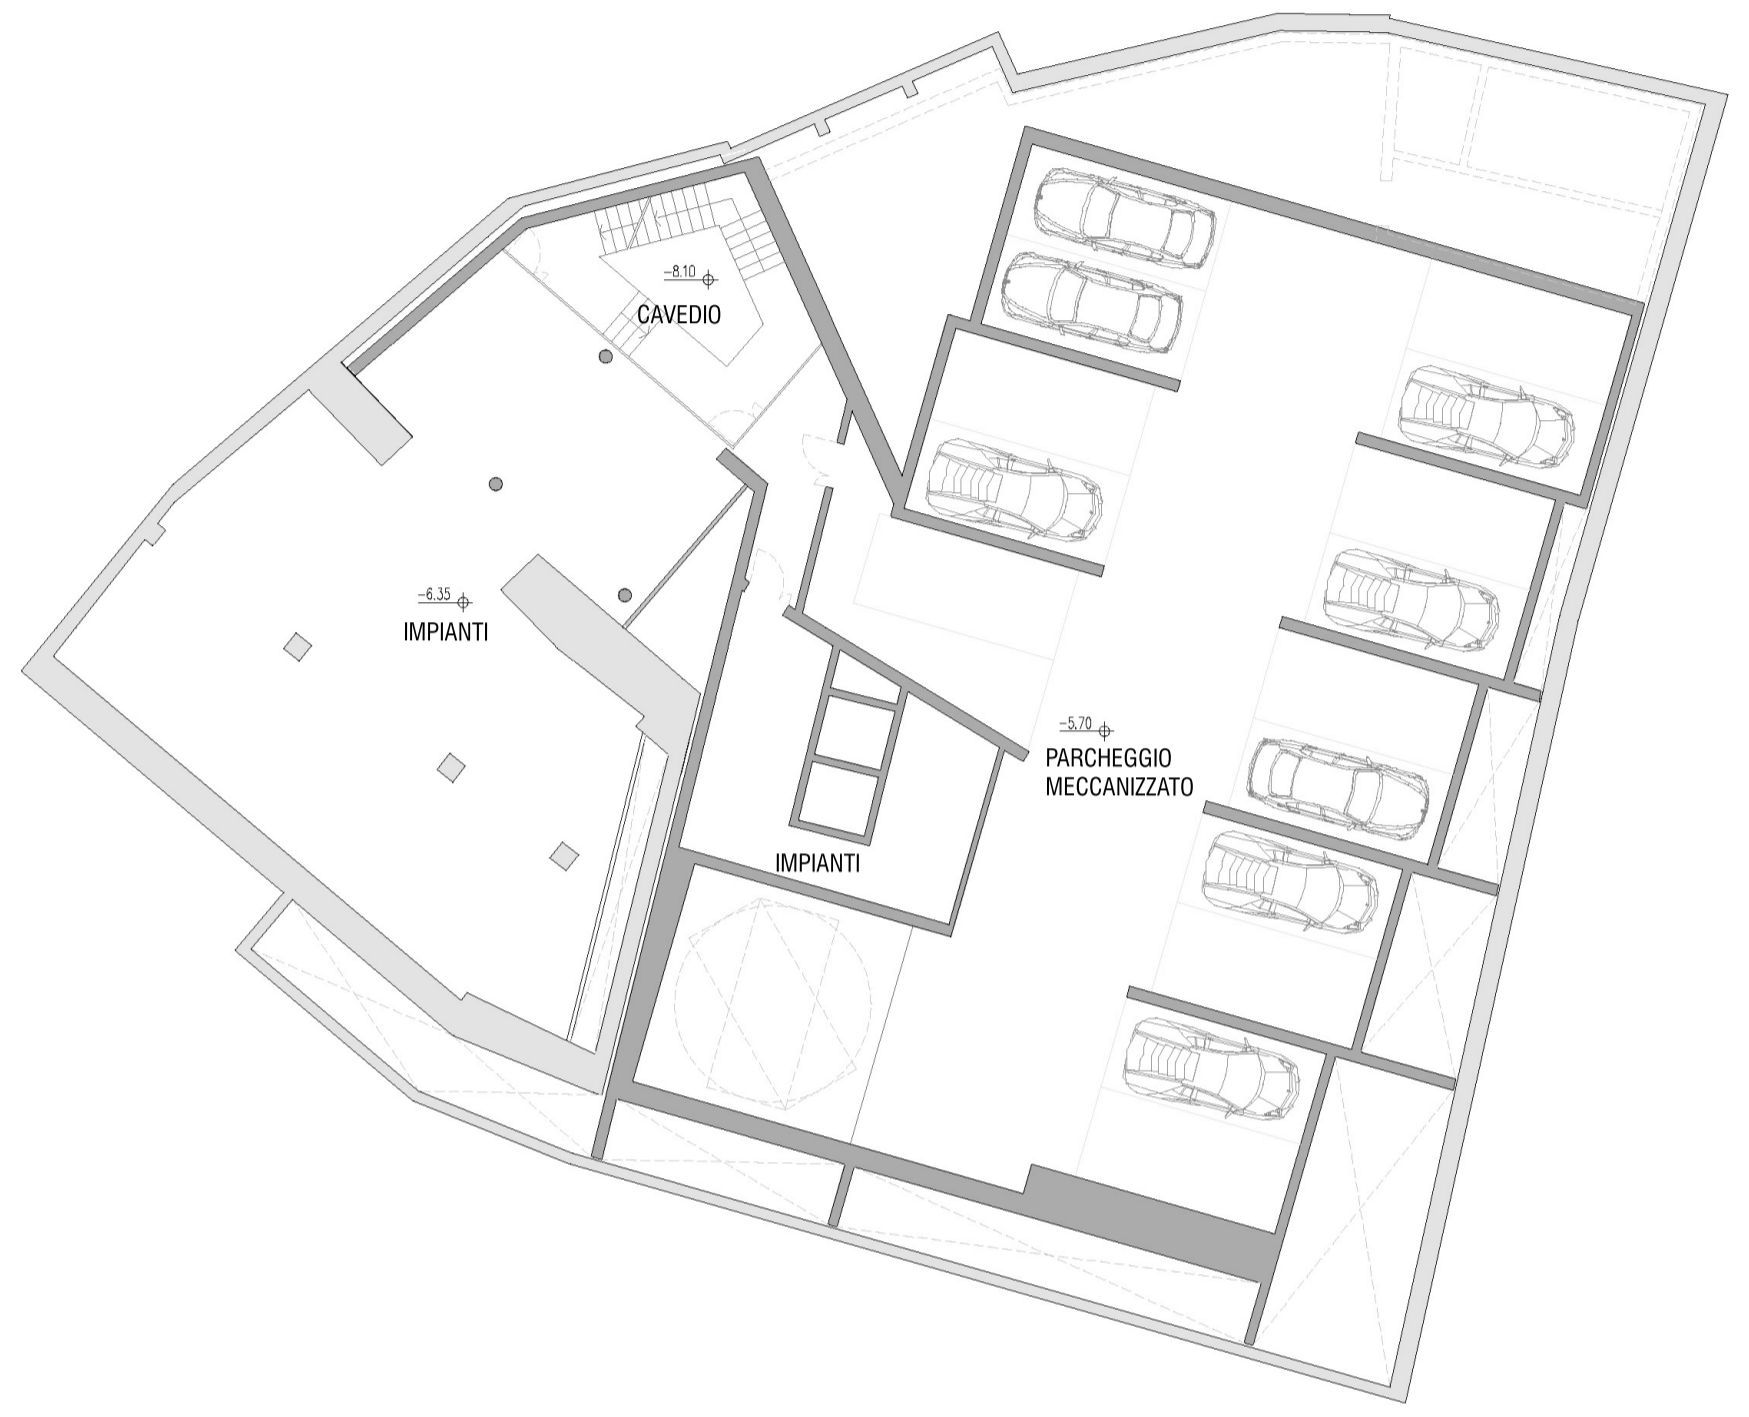 -8.10
CAVEDIO
-6.35
IMPIANTI
-5.70
PARCHEGGIO
MECCANIZZATO
IMPIANTI